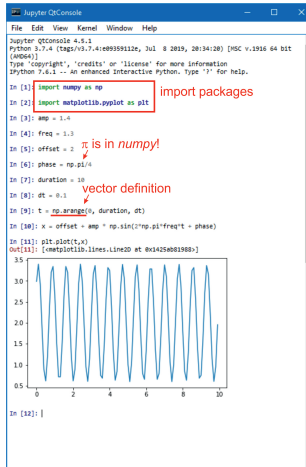 Jupyter QtConsole
File Edit View Kernel Window Help
Jupyter QtConsole 4.5.1
Python 3.7.4 (tags/v3.7.4:e09359112e, Jul 8 2019, 20:34:20) [MSC v.1916 64 bit
(AMD64)]
Type 'copyright', 'credits' or 'license' for more information
IPython 7.6.1 -- An enhanced Interactive Python. Type '?' for help.
In [1]: import numpy as np
import packages
In [2]: import matplotlib.pyplot as plt
In [3]: amp = 1.4
In [4]: freq = 1.3
In [5]: offset = 2
π is in numpy!
In [6]: phase = np.pi/4
In [7]: duration = 10
vector definition
In [8]: dt = 0.1
In [9]: t = np.arange(0, duration, dt)
In [10]: x = offset + amp * np.sin(2*np.pi*freq*t + phase)
In [11]: plt.plot(t,x)
Out[11]: [<matplotlib.lines.Line2D at 0x1425ab81988>]
3.5
3.0
2.5
2.0
1.5
1.0
0.5
0 2 4 6 8 10
In [12]: